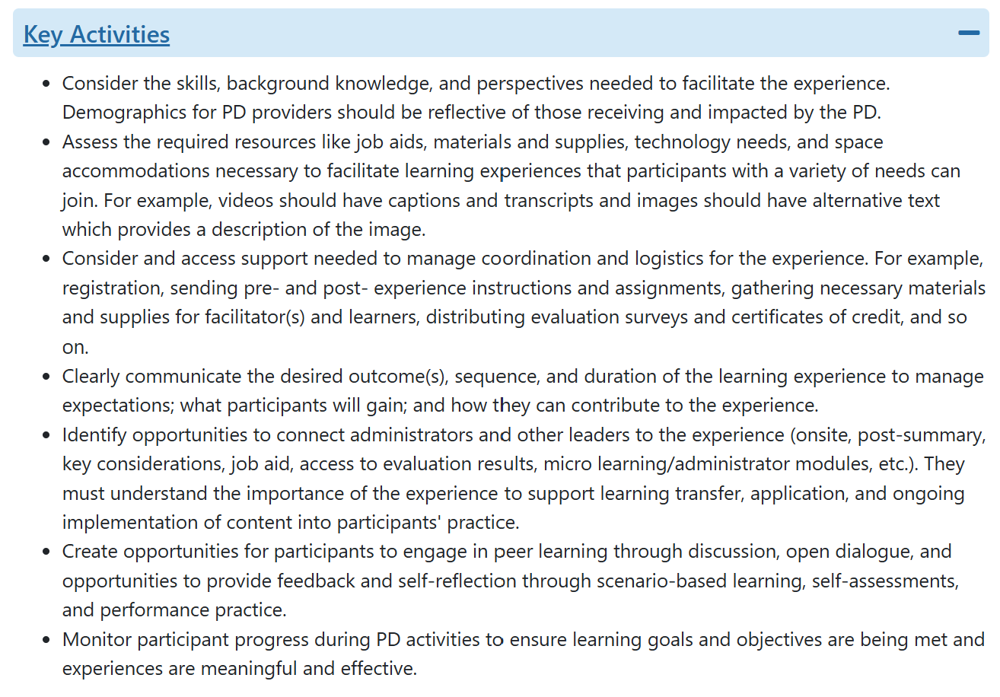 Key Activities
• Consider the skills, background knowledge, and perspectives needed to facilitate the experience.
Demographics for PD providers should be reflective of those receiving and impacted by the PD.
• Assess the required resources like job aids, materials and supplies, technology needs, and space
accommodations necessary to facilitate learning experiences that participants with a variety of needs can
join. For example, videos should have captions and transcripts and images should have alternative text
which provides a description of the image.
• Consider and access support needed to manage coordination and logistics for the experience. For example,
registration, sending pre- and post- experience instructions and assignments, gathering necessary materials
and supplies for facilitator(s) and learners, distributing evaluation surveys and certificates of credit, and so
on.
• Clearly communicate the desired outcome(s), sequence, and duration of the learning experience to manage
expectations; what participants will gain; and how they can contribute to the experience.
• Identify opportunities to connect administrators and other leaders to the experience (onsite, post-summary,
key considerations, job aid, access to evaluation results, micro learning/administrator modules, etc.). They
must understand the importance of the experience to support learning transfer, application, and ongoing
implementation of content into participants' practice.
• Create opportunities for participants to engage in peer learning through discussion, open dialogue, and
opportunities to provide feedback and self-reflection through scenario-based learning, self-assessments,
and performance practice.
• Monitor participant progress during PD activities to ensure learning goals and objectives are being met and
experiences are meaningful and effective.